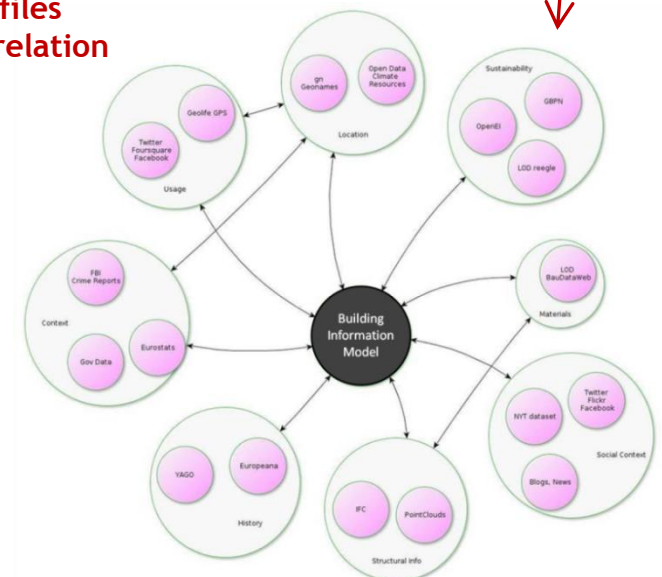 files
relation
gn
Geonames
Open Data
Climate
Resources
Location
Geolife GPS
Twitter
Foursquare
Facebook
Usage
Sustainability
GBPN
OpenEI
LOD reegle
FBI
Crime Reports
Context
Gov Data
Eurostats
Building
Information
Model
LOD
BauDataWeb
Materials
Twitter
Flickr
Facebook
NYT dataset
Social Context
Blogs, News
YAGO
Europeana
History
IFC
PointClouds
Structural Info